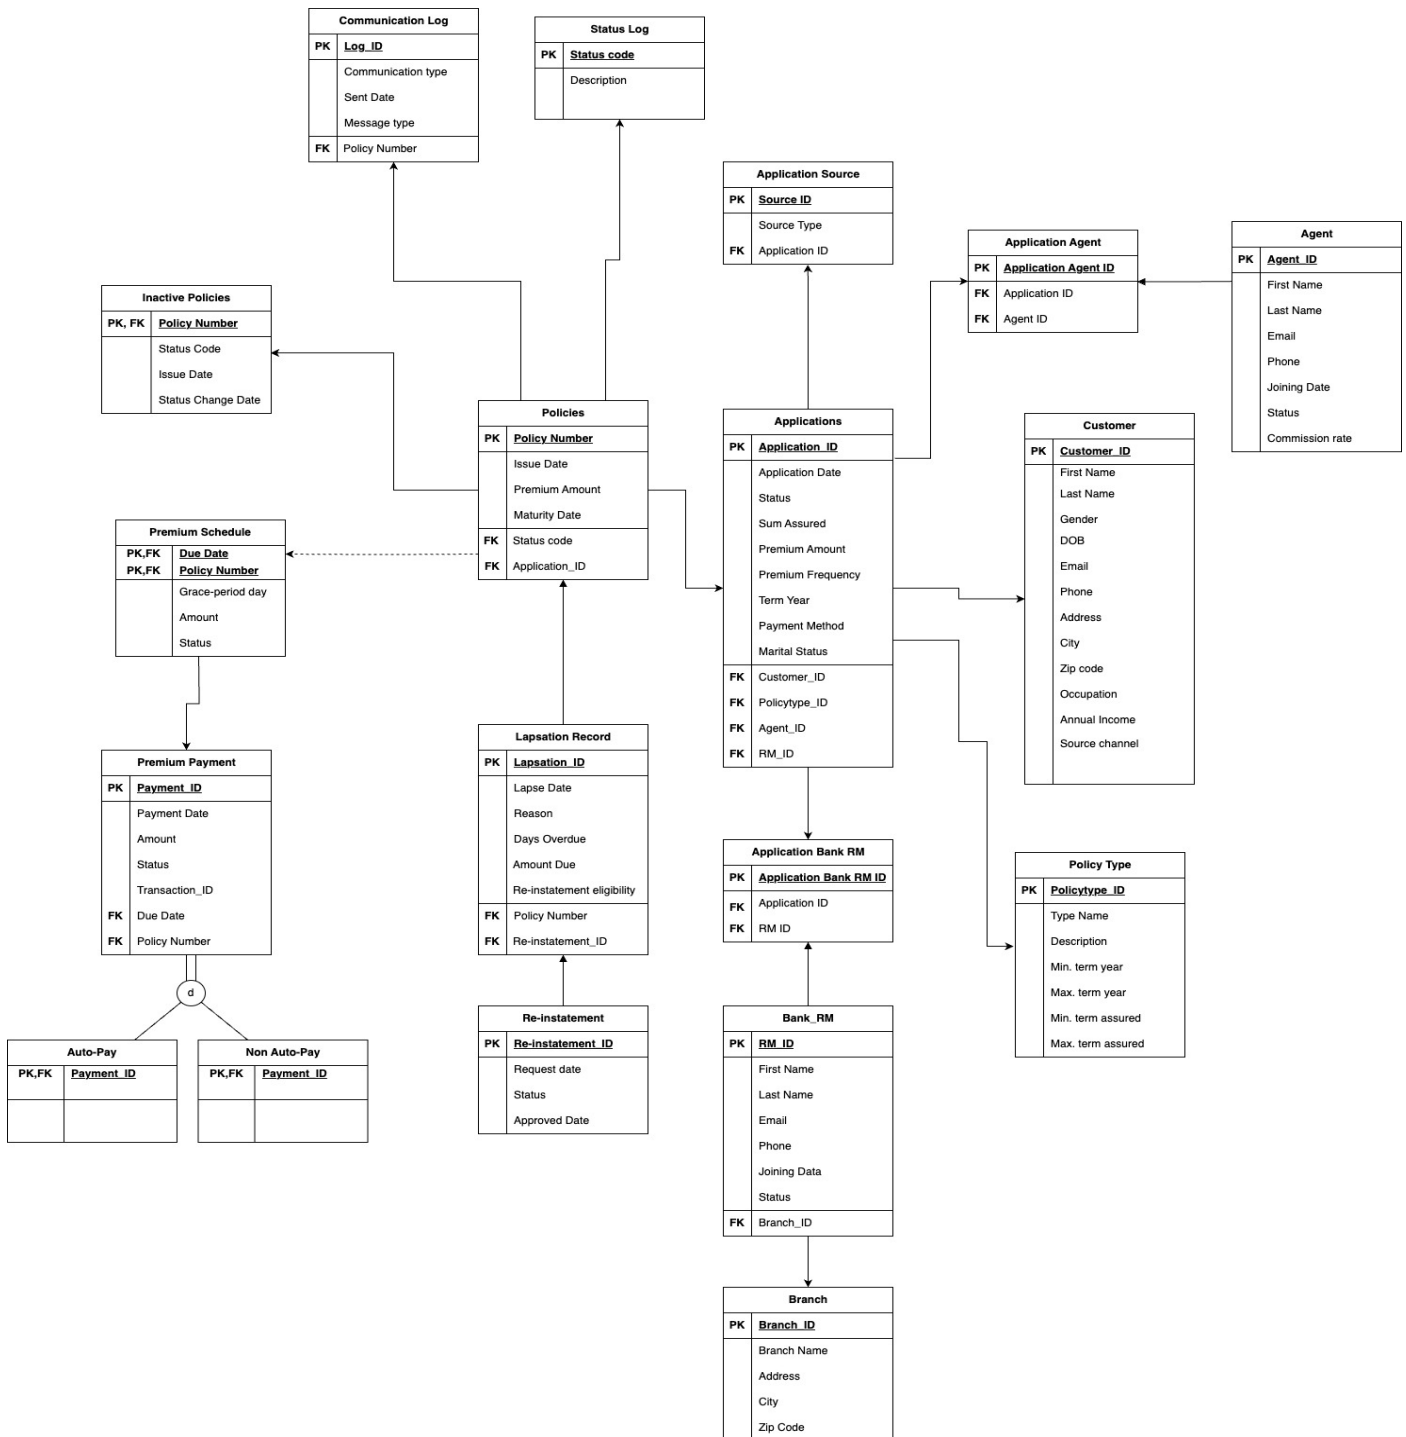 Communication Log
PK Log_ID
Communication type
Sent Date
Message type
FK Policy Number
Status Log
PK Status code
Description
Application Source
PK Source ID
Source Type
FK Application ID
Application Agent
PK Application Agent ID
FK Application ID
FK Agent ID
Agent
PK Agent_ID
First Name
Last Name
Email
Phone
Joining Date
Status
Commission rate
Inactive Policies
PK, FK Policy Number
Status Code
Issue Date
Status Change Date
Policies
PK Policy Number
Issue Date
Premium Amount
Maturity Date
FK Status code
FK Application_ID
Applications
PK Application_ID
Application Date
Status
Sum Assured
Premium Amount
Premium Frequency
Term Year
Payment Method
Marital Status
FK Customer_ID
FK Policytype_ID
FK Agent_ID
FK RM_ID
Customer
PK Customer_ID
First Name
Last Name
Gender
DOB
Email
Phone
Address
City
Zip code
Occupation
Annual Income
Source channel
Premium Schedule
PK,FK Due Date
PK,FK Policy Number
Grace-period day
Amount
Status
Premium Payment
PK Payment_ID
Payment Date
Amount
Status
Transaction_ID
FK Due Date
FK Policy Number
d
Auto-Pay
PK,FK Payment_ID
Non Auto-Pay
PK,FK Payment_ID
Lapsation Record
PK Lapsation_ID
Lapse Date
Reason
Days Overdue
Amount Due
Re-instatement eligibility
FK Policy Number
FK Re-instatement_ID
Re-instatement
PK Re-instatement_ID
Request date
Status
Approved Date
Application Bank RM
PK Application Bank RM ID
FK Application ID
FK RM ID
Bank_RM
PK RM_ID
First Name
Last Name
Email
Phone
Joining Data
Status
FK Branch_ID
Policy Type
PK Policytype_ID
Type Name
Description
Min. term year
Max. term year
Min. term assured
Max. term assured
Branch
PK Branch_ID
Branch Name
Address
City
Zip Code